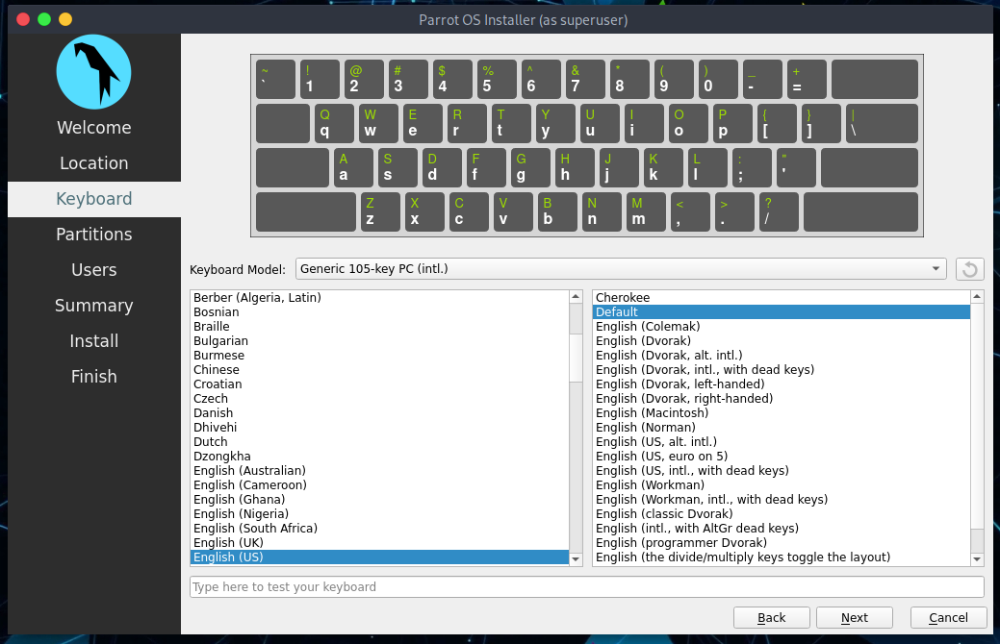 Parrot OS Installer (as superuser)
Welcome
Location
Keyboard
Partitions
Users
Summary
Install
Finish
~ ! @ # $ % ^ & * ( ) _ +
` 1 2 3 4 5 6 7 8 9 0 - =
Q W E R T Y U I O P { } |
q w e r t y u i o p [ ] \
A S D F G H J K L : "
a s d f g h j k l ; '
Z X C V B N M < > ?
z x c v b n m , . /
Keyboard Model: Generic 105-key PC (intl.)
Berber (Algeria, Latin)
Bosnian
Braille
Bulgarian
Burmese
Chinese
Croatian
Czech
Danish
Dhivehi
Dutch
Dzongkha
English (Australian)
English (Cameroon)
English (Ghana)
English (Nigeria)
English (South Africa)
English (UK)
English (US)
Cherokee
Default
English (Colemak)
English (Dvorak)
English (Dvorak, alt. intl.)
English (Dvorak, intl., with dead keys)
English (Dvorak, left-handed)
English (Dvorak, right-handed)
English (Macintosh)
English (Norman)
English (US, alt. intl.)
English (US, euro on 5)
English (US, intl., with dead keys)
English (Workman)
English (Workman, intl., with dead keys)
English (classic Dvorak)
English (intl., with AltGr dead keys)
English (programmer Dvorak)
English (the divide/multiply keys toggle the layout)
Type here to test your keyboard
Back Next Cancel